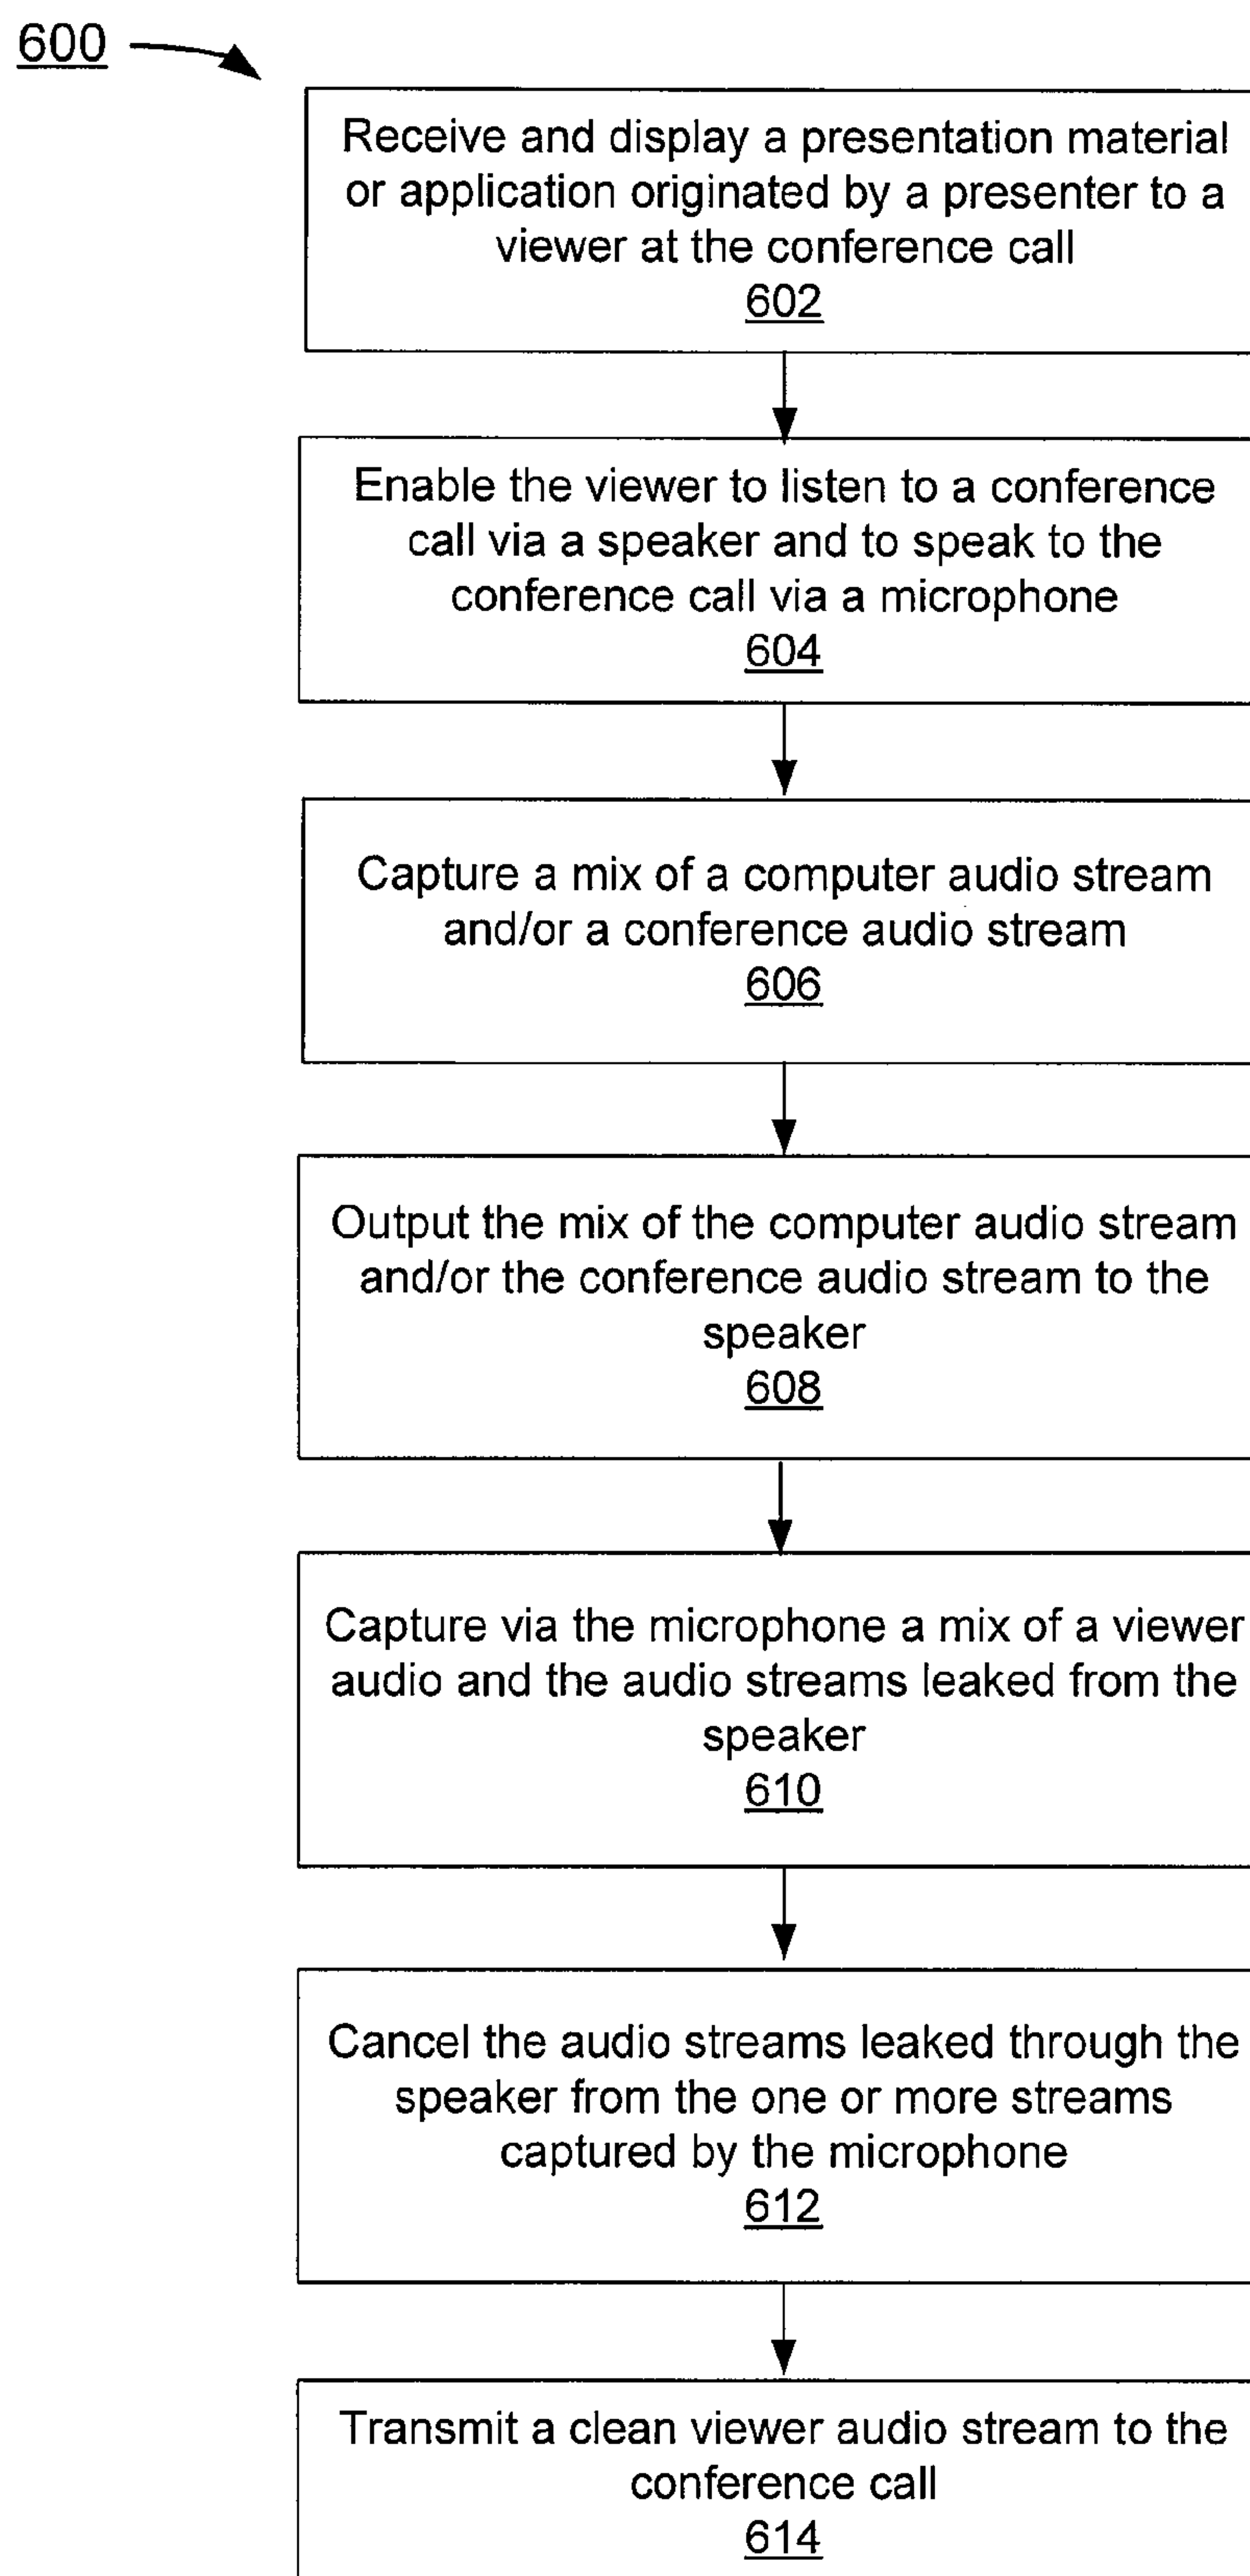 600
Receive and display a presentation material
or application originated by a presenter to a
viewer at the conference call
602
Enable the viewer to listen to a conference
call via a speaker and to speak to the
conference call via a microphone
604
Capture a mix of a computer audio stream
and/or a conference audio stream
606
Output the mix of the computer audio stream
and/or the conference audio stream to the
speaker
608
Capture via the microphone a mix of a viewer
audio and the audio streams leaked from the
speaker
610
Cancel the audio streams leaked through the
speaker from the one or more streams
captured by the microphone
612
Transmit a clean viewer audio stream to the
conference call
614